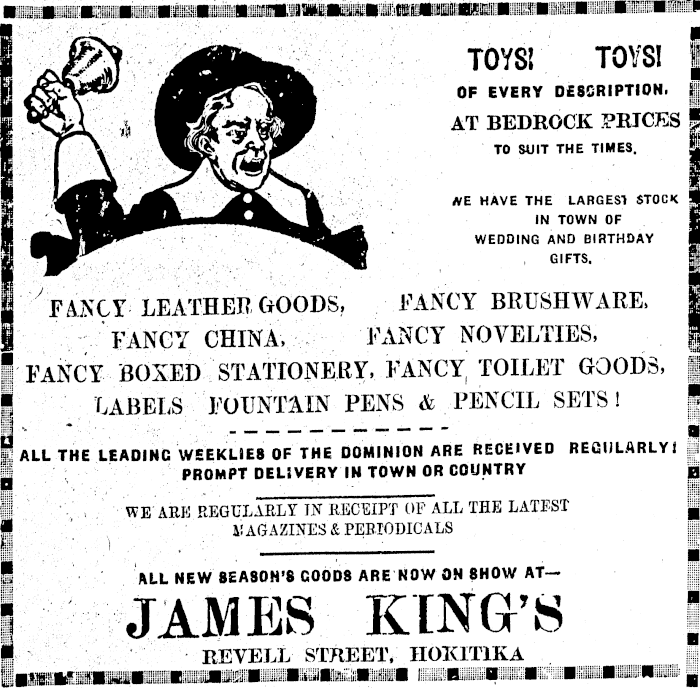 TOYS! TOYS!
OF EVERY DESCRIPTION,
AT BEDROCK PRICES
TO SUIT THE TIMES.
WE HAVE THE LARGEST STOCK
IN TOWN OF
WEDDING AND BIRTHDAY
GIFTS.
FANCY LEATHER GOODS, FANCY BRUSHWARE,
FANCY CHINA, FANCY NOVELTIES,
FANCY BOXED STATIONERY, FANCY TOILET GOODS,
LABELS FOUNTAIN PENS & PENCIL SETS!
ALL THE LEADING WEEKLIES OF THE DOMINION ARE RECEIVED REGULARLY!
PROMPT DELIVERY IN TOWN OR COUNTRY
WE ARE REGULARLY IN RECEIPT OF ALL THE LATEST
MAGAZINES & PERIODICALS
ALL NEW SEASON'S GOODS ARE NOW ON SHOW AT—
JAMES KING'S
REVELL STREET, HOKITIKA